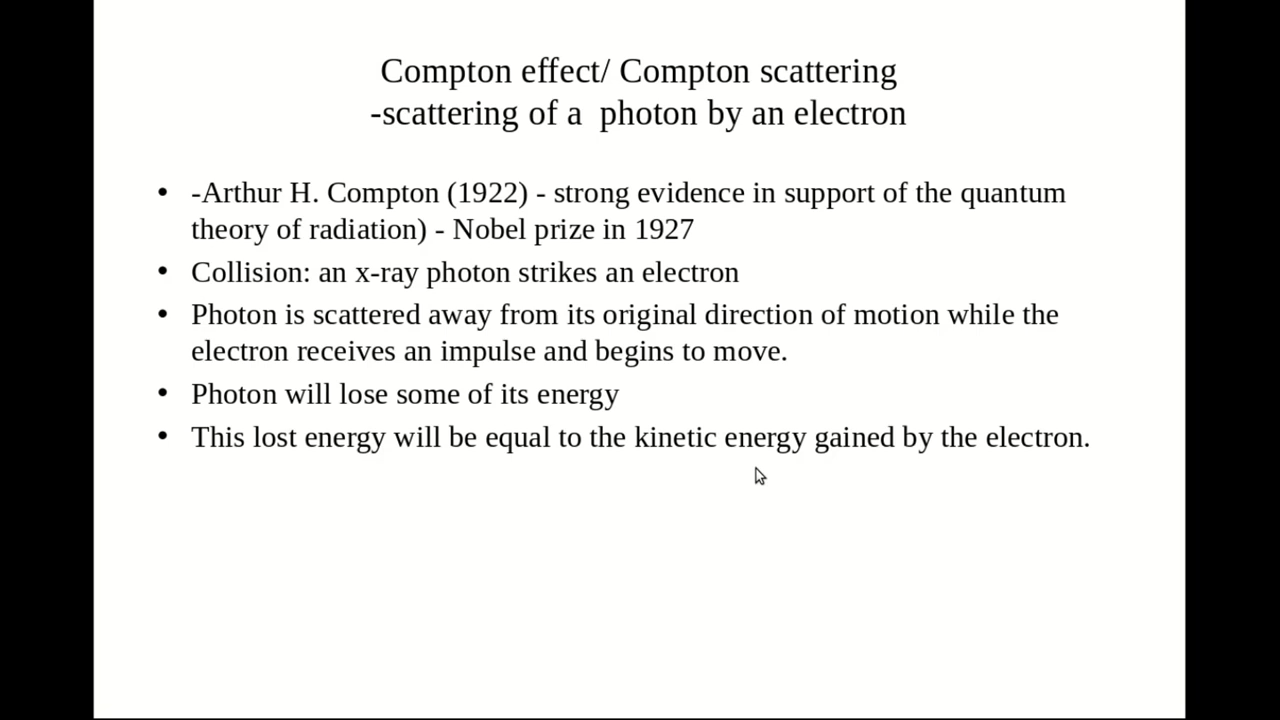 Compton effect/ Compton scattering
-scattering of a  photon by an electron
• -Arthur H. Compton (1922) - strong evidence in support of the quantum
theory of radiation) - Nobel prize in 1927
• Collision: an x-ray photon strikes an electron
• Photon is scattered away from its original direction of motion while the
electron receives an impulse and begins to move.
• Photon will lose some of its energy
• This lost energy will be equal to the kinetic energy gained by the electron.